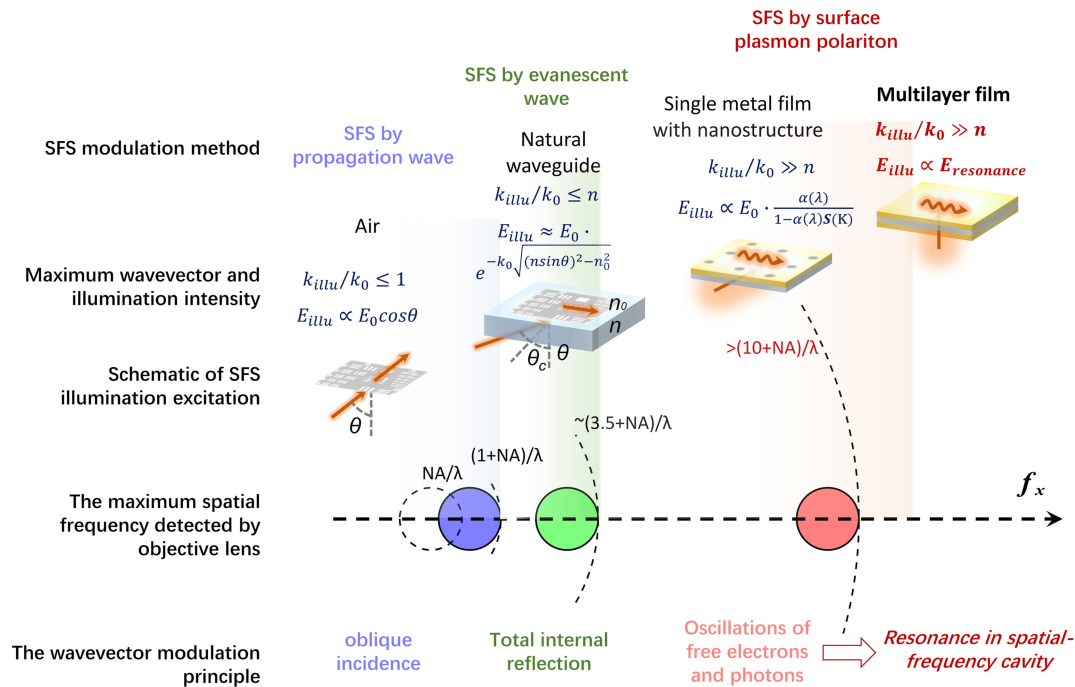 SFS by surface
plasmon polariton
SFS by evanescent
wave
Multilayer film
Single metal film
with nanostructure
SFS modulation method
SFS by
propagation wave
Natural
waveguide
k_illu/k_0 ≫ n
k_illu/k_0 ≫ n
E_illu ∝ E_resonance
k_illu/k_0 ≤ n
E_illu ∝ E_0 · α(λ)/(1−α(λ)S(K))
Air
E_illu ≈ E_0 ·
e^(−k_0√((nsinθ)^2−n_0^2))
Maximum wavevector and
illumination intensity
k_illu/k_0 ≤ 1
E_illu ∝ E_0cosθ
n_0
n
θ_c
θ
>(10+NA)/λ
Schematic of SFS
illumination excitation
θ
~(3.5+NA)/λ
(1+NA)/λ
NA/λ
The maximum spatial
frequency detected by
objective lens
f_x
The wavevector modulation
principle
oblique
incidence
Total internal
reflection
Oscillations of
free electrons
and photons
Resonance in spatial-
frequency cavity